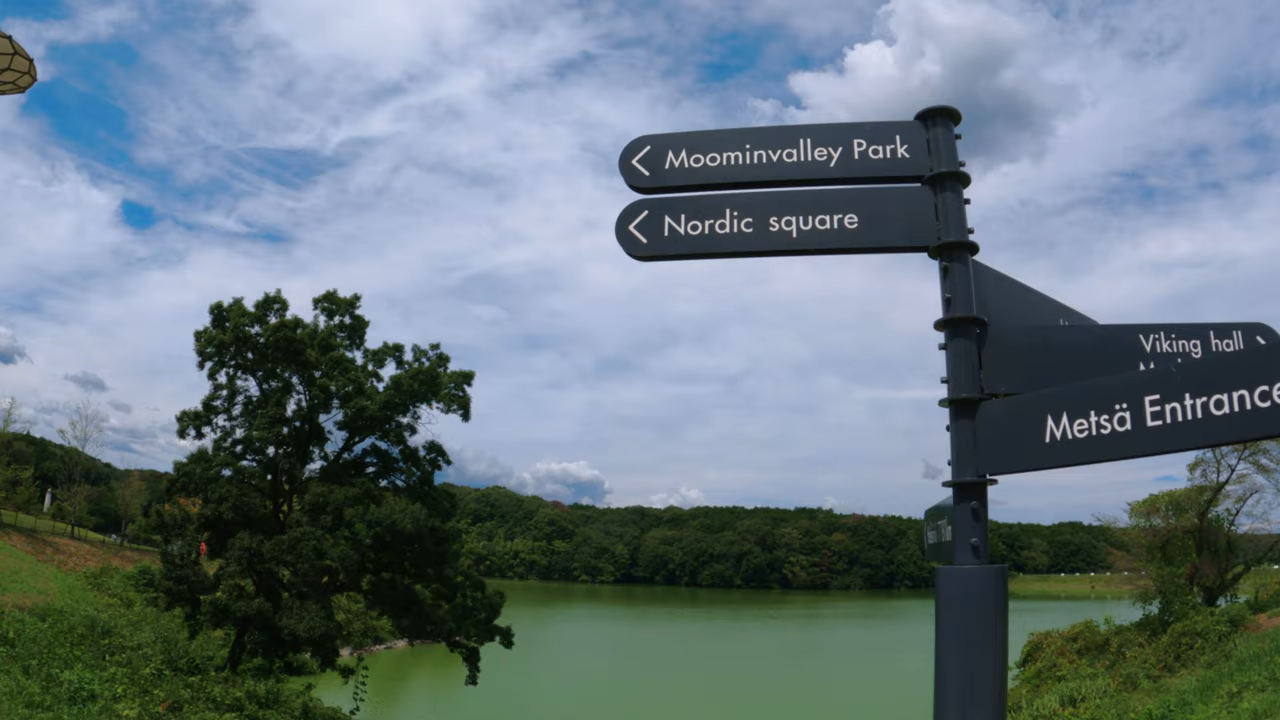 Moominvalley Park
Nordic square
Viking hall
Metsä Entrance